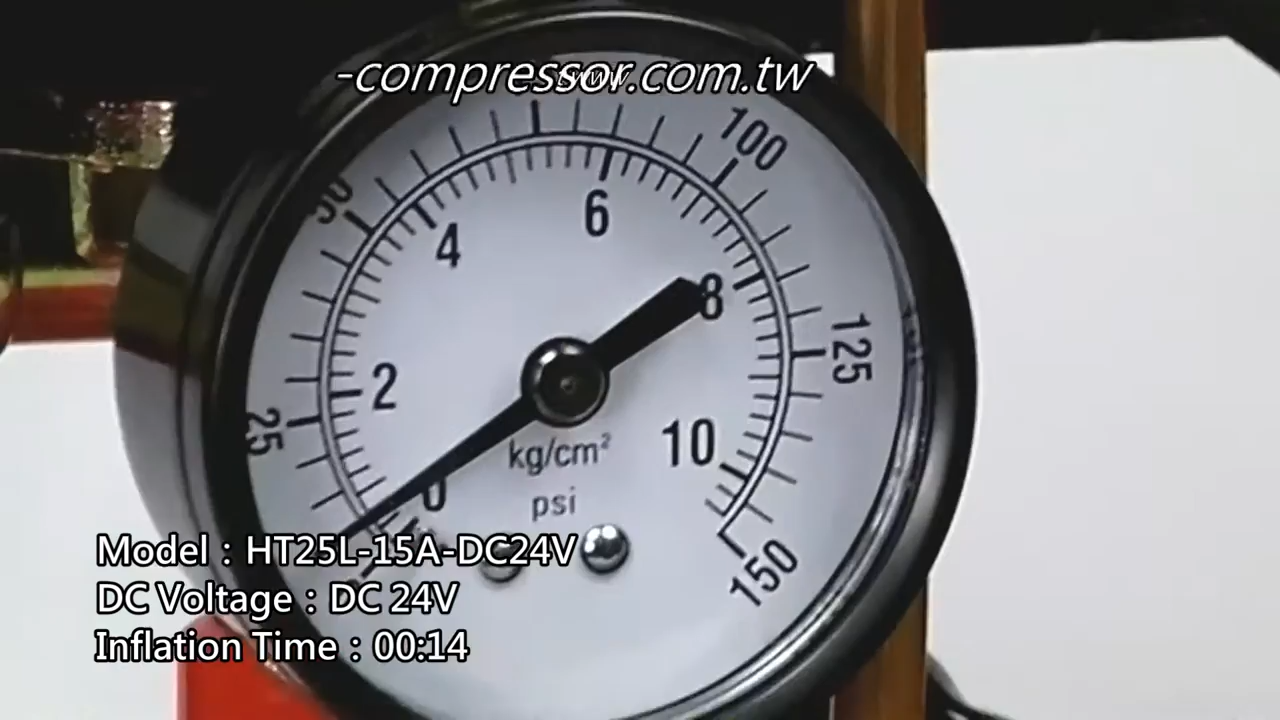 -compressor.com.tw
100
50
6
4
8
125
2
25
10
kg/cm²
0
psi
150
Model : HT25L-15A-DC24V
DC Voltage : DC 24V
Inflation Time : 00:14